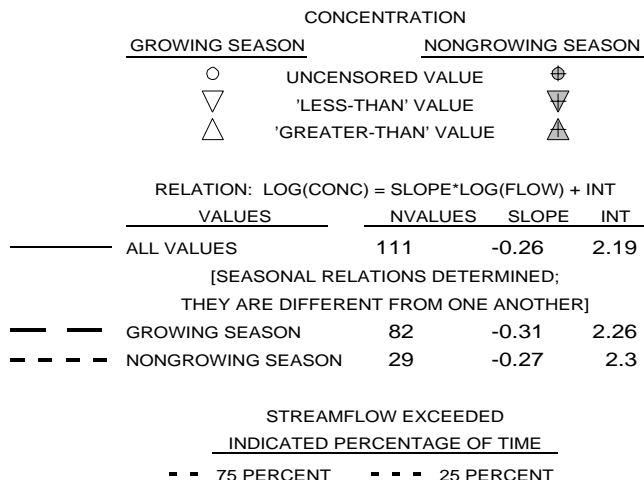 CONCENTRATION
GROWING SEASON NONGROWING SEASON
UNCENSORED VALUE
'LESS-THAN' VALUE
'GREATER-THAN' VALUE
RELATION: LOG(CONC) = SLOPE*LOG(FLOW) + INT
VALUES NVALUES SLOPE INT
ALL VALUES 111 -0.26 2.19
[SEASONAL RELATIONS DETERMINED;
THEY ARE DIFFERENT FROM ONE ANOTHER]
GROWING SEASON 82 -0.31 2.26
NONGROWING SEASON 29 -0.27 2.3
STREAMFLOW EXCEEDED
INDICATED PERCENTAGE OF TIME
75 PERCENT 25 PERCENT